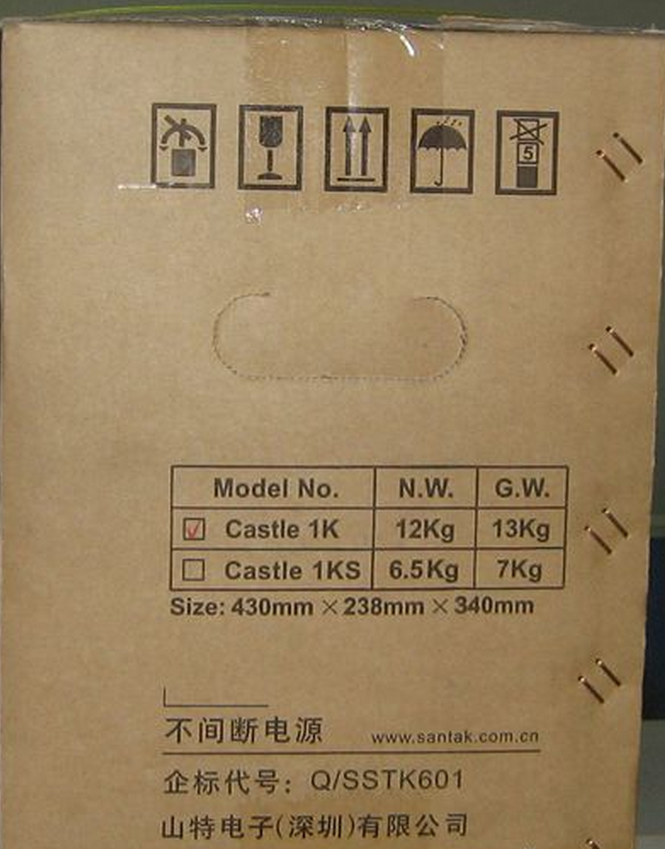 5
Model No. N.W. G.W.
Castle 1K 12Kg 13Kg
Castle 1KS 6.5Kg 7Kg
Size: 430mm×238mm×340mm
不间断电源 www.santak.com.cn
企标代号: Q/SSTK601
山特电子(深圳)有限公司